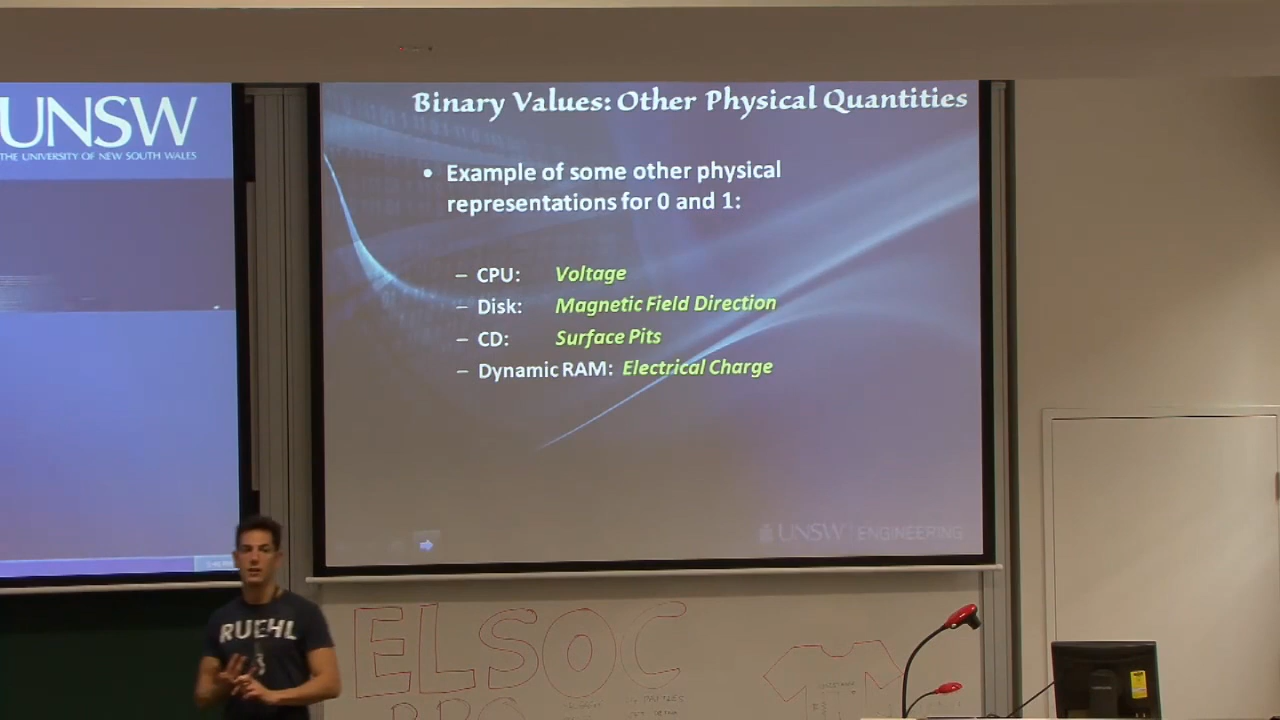 UNSW
THE UNIVERSITY OF NEW SOUTH WALES
Binary Values: Other Physical Quantities
• Example of some other physical
representations for 0 and 1:
– CPU: Voltage
– Disk: Magnetic Field Direction
– CD: Surface Pits
– Dynamic RAM: Electrical Charge
UNSW ENGINEERING
RUEHL
ELSOC